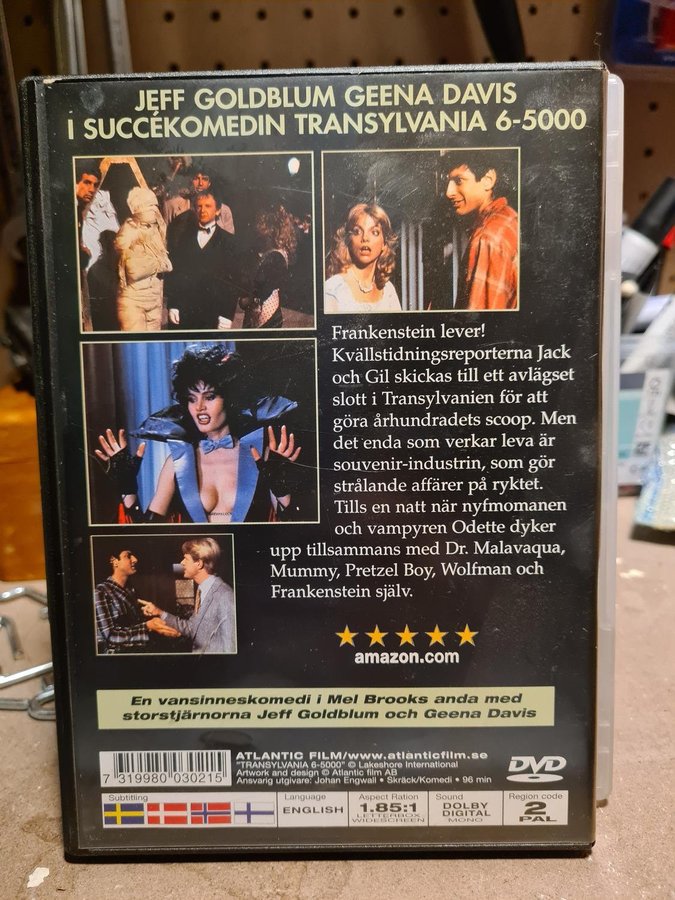 JEFF GOLDBLUM GEENA DAVIS
I SUCCÉKOMEDIN TRANSYLVANIA 6-5000
Frankenstein lever!
Kvällstidningsreporterna Jack
och Gil skickas till ett avlägset
slott i Transylvanien för att
göra århundradets scoop. Men
det enda som verkar leva är
souvenir-industrin, som gör
strålande affärer på ryktet.
Tills en natt när nyfmomanen
och vampyren Odette dyker
upp tillsammans med Dr. Malavaqua,
Mummy, Pretzel Boy, Wolfman och
Frankenstein själv.
amazon.com
En vansinneskomedi i Mel Brooks anda med
storstjärnorna Jeff Goldblum och Geena Davis
7 319980 030215
ATLANTIC FILM/www.atlanticfilm.se
"TRANSYLVANIA 6-5000" © Lakeshore International
Artwork and design © Atlantic film AB
Ansvarig utgivare: Johan Engwall • Skräck/Komedi • 96 min
DVD
VIDEO
Subtitling
Language
ENGLISH
Aspect Ration
1.85:1
LETTERBOX
WIDESCREEN
Sound
DOLBY
DIGITAL
MONO
Region code
2
PAL